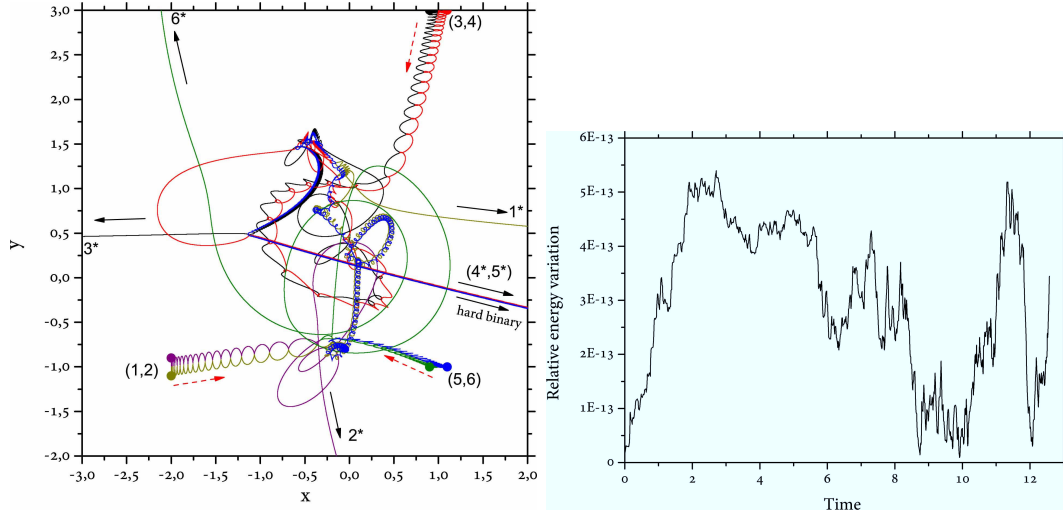 3,0
2,5
2,0
1,5
1,0
0,5
0,0
-0,5
-1,0
-1,5
-2,0
y
-3,0 -2,5 -2,0 -1,5 -1,0 -0,5 0,0 0,5 1,0 1,5 2,0
x
6*
(3,4)
1*
3*
(4*,5*)
hard binary
(1,2)
(5,6)
2*
6E-13
5E-13
4E-13
3E-13
2E-13
1E-13
0
Relative energy variation
0 2 4 6 8 10 12
Time